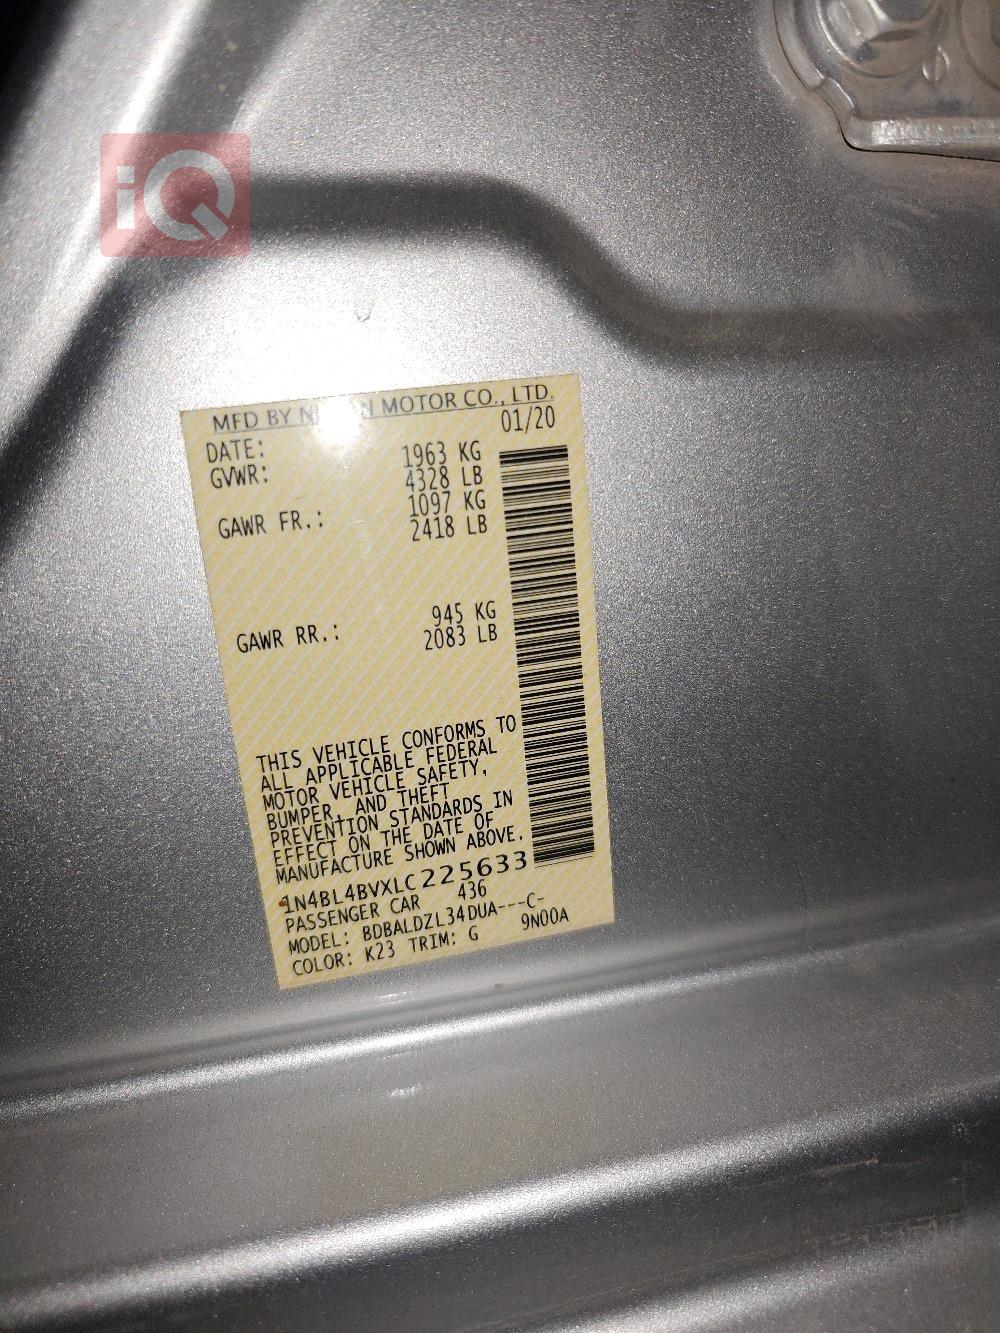 iQ
MFD BY MOTOR CO., LTD.
DATE: 01/20
GVWR: 1963 KG
4328 LB
GAWR FR.: 1097 KG
2418 LB
GAWR RR.: 945 KG
2083 LB
THIS VEHICLE CONFORMS TO
ALL APPLICABLE FEDERAL
MOTOR VEHICLE SAFETY,
BUMPER, AND THEFT
PREVENTION STANDARDS IN
EFFECT ON THE DATE OF
MANUFACTURE SHOWN ABOVE.
1N4BL4BVXLC225633
PASSENGER CAR 436
MODEL: BDBALDZL34DUA---C-
COLOR: K23 TRIM: G 9N00A